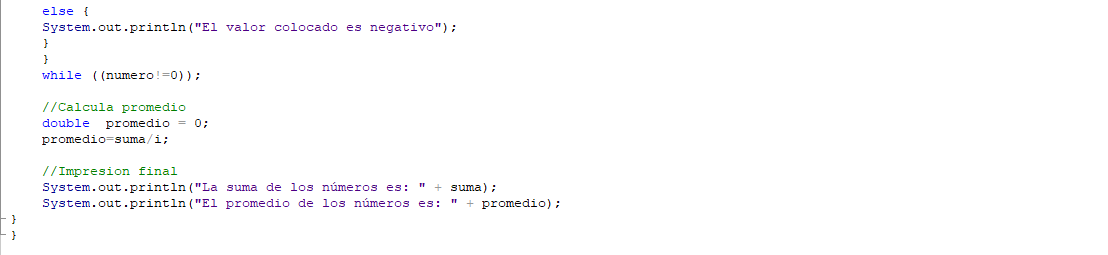 else {
System.out.println("El valor colocado es negativo");
}
}
while ((numero!=0));
//Calcula promedio
double  promedio = 0;
promedio=suma/i;
//Impresion final
System.out.println("La suma de los números es: " + suma);
System.out.println("El promedio de los números es: " + promedio);
}
}